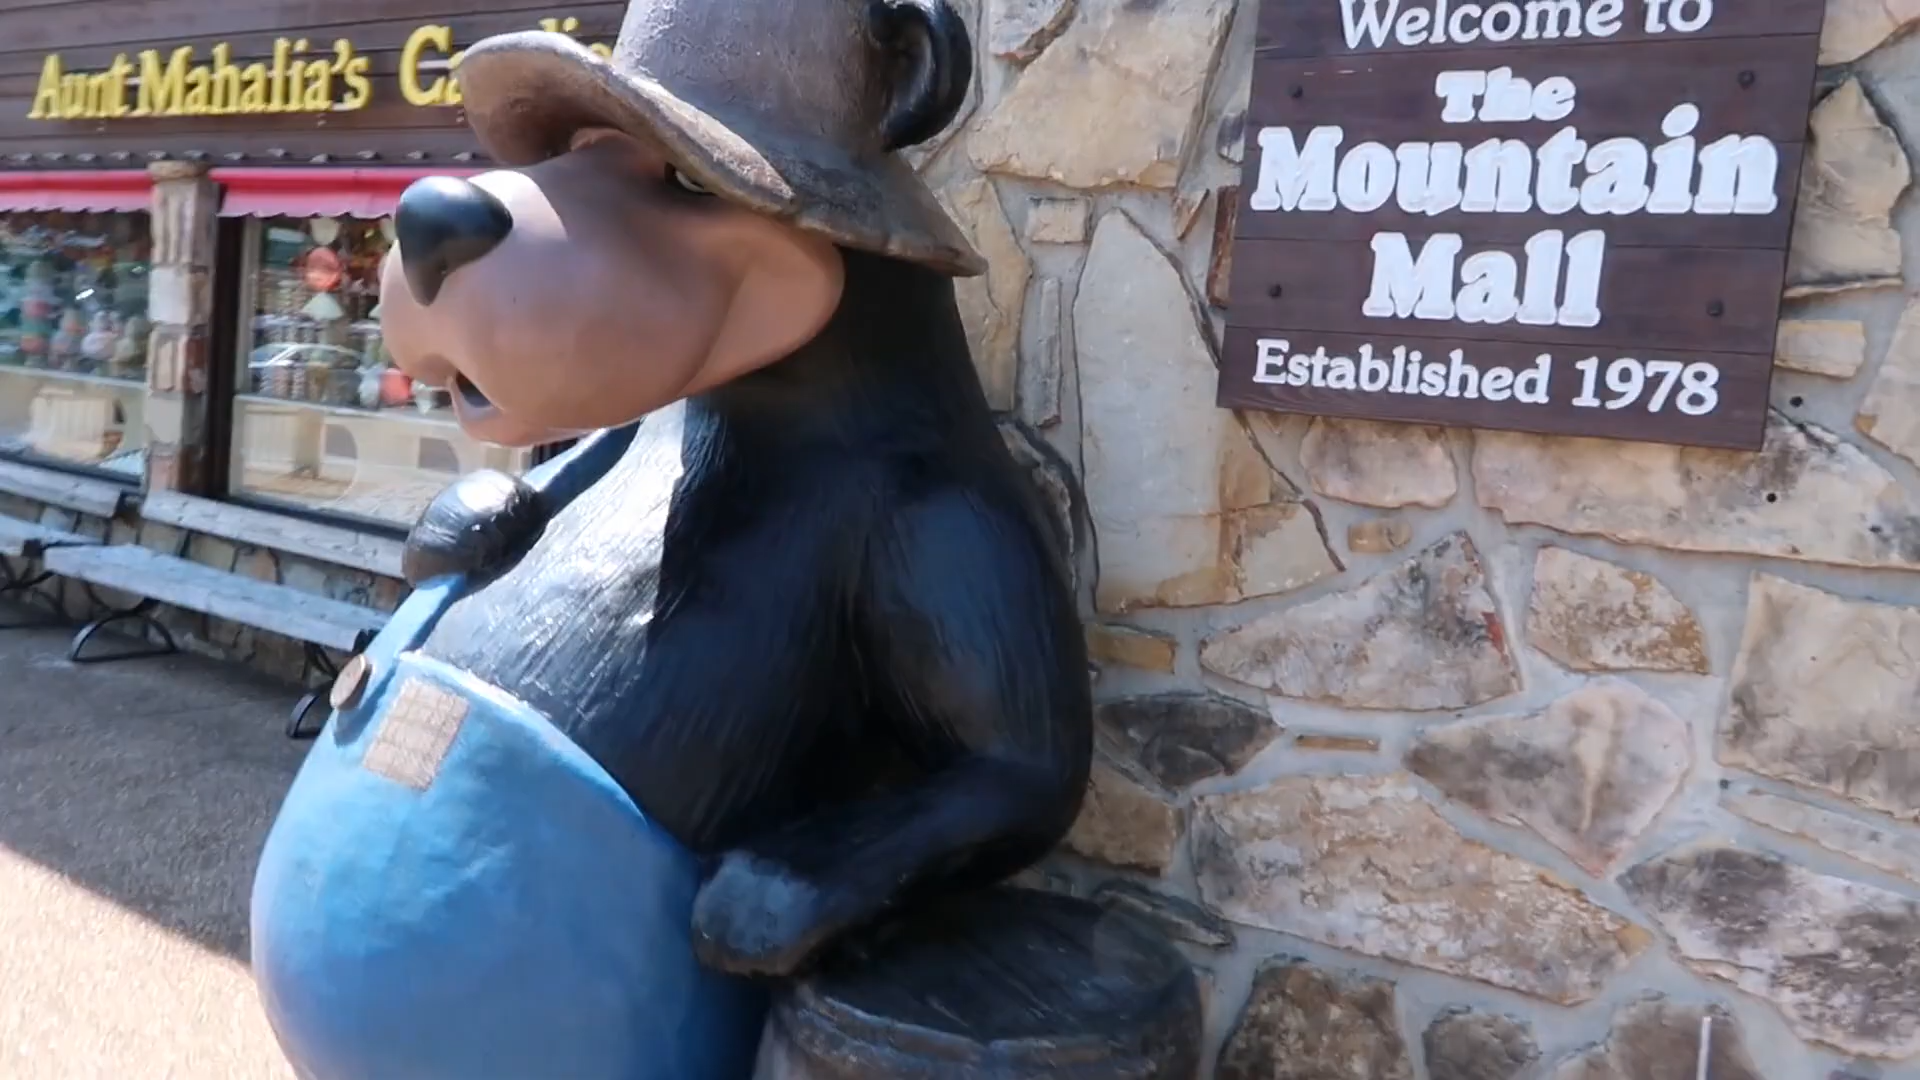 Aunt Mahalia's
Welcome to
The
Mountain
Mall
Established 1978